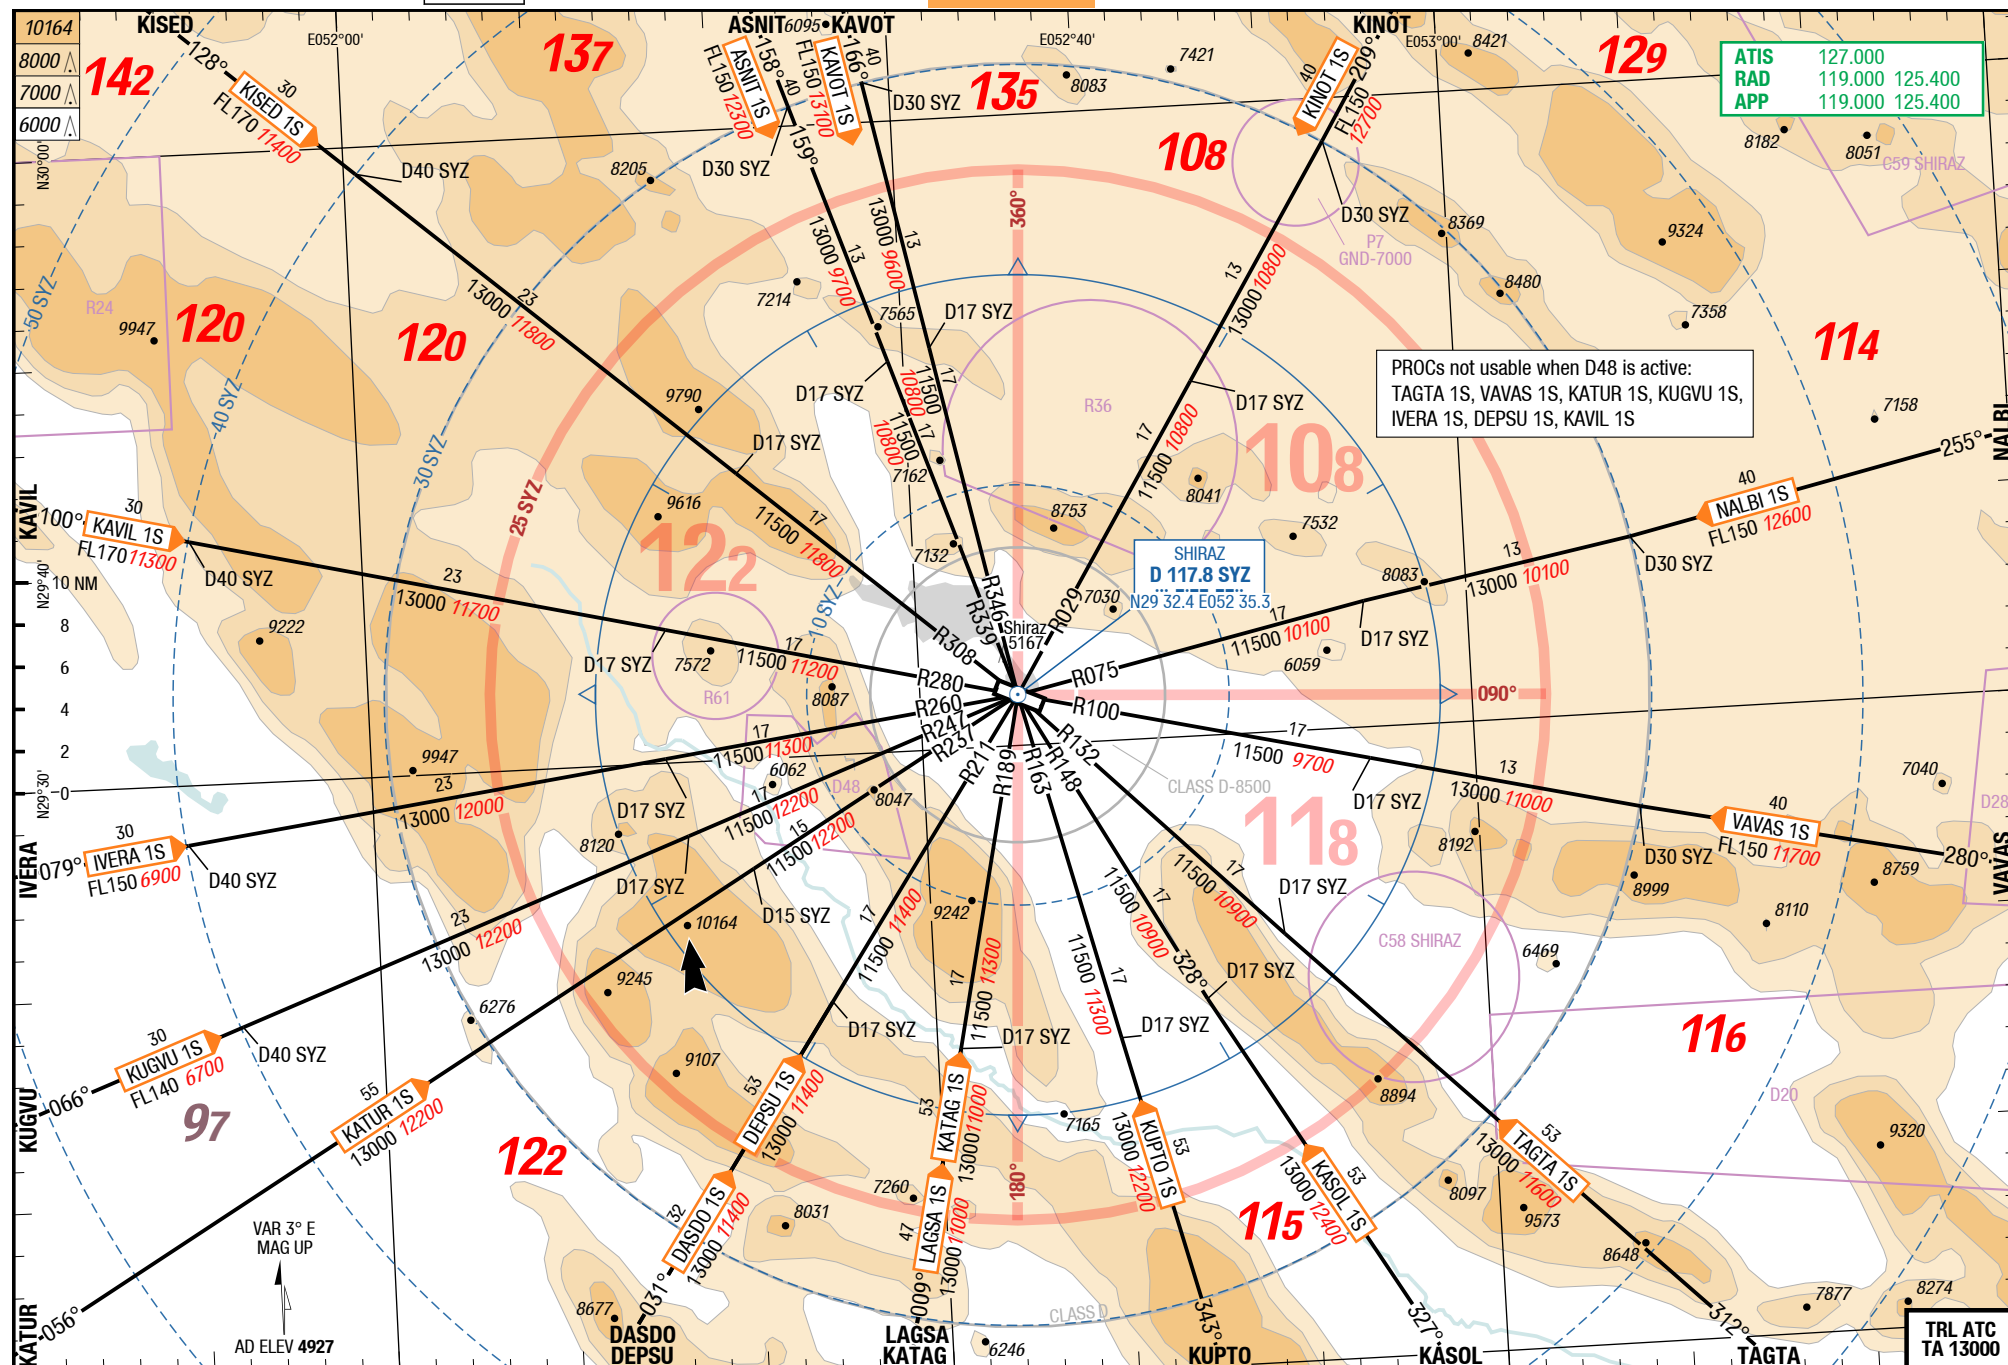 10164
8000
7000
6000
KISED
128°
30
KISED 1S
FL170 11400
D40 SYZ
142
137
E052°00'
ASNIT
6095
KAVOT
158°
40
ASNIT 1S
FL150 12300
166°
40
KAVOT 1S
FL150 13100
D30 SYZ
D30 SYZ
159°
135
E052°40'
8083
7421
KINOT
209°
40
KINOT 1S
FL150
12700
E053°00'
8421
129
ATIS 127.000
RAD 119.000 125.400
APP 119.000 125.400
8182
8051
C59 SHIRAZ
N30°00'
8205
108
360°
D30 SYZ
8369
P7
GND-7000
9324
8480
7358
50 SYZ
R24
9947
120
120
23
13000 11800
13
13000 9700
13
13000 9600
7214
7565
D17 SYZ
13
13000 10800
114
PROCs not usable when D48 is active:
TAGTA 1S, VAVAS 1S, KATUR 1S, KUGVU 1S,
IVERA 1S, DEPSU 1S, KAVIL 1S
40 SYZ
30 SYZ
25 SYZ
9790
D17 SYZ
D17 SYZ
17
11500
10800
17
11500
10800
R36
17
11500 10800
D17 SYZ
108
7158
NALBI
255°
40
NALBI 1S
FL150 12600
KAVIL
100°
30
KAVIL 1S
FL170 11300
D40 SYZ
9616
122
17
11500 11800
7162
7132
8753
8041
7532
SHIRAZ
D 117.8 SYZ
N29 32.4 E052 35.3
8083
13
13000 10100
D30 SYZ
N29°40'
10 NM
8
6
4
2
0
N29°30'
9222
23
13000 11700
D17 SYZ
7572
R61
17
11500 11200
10 SYZ
8087
R308
R339
R346
R029
7030
Shiraz
5167
17
11500 10100
D17 SYZ
6059
R075
R280
R260
R247
R237
R211
R189
R163
R148
R132
R100
090°
17
11500 9700
CLASS D-8500
D17 SYZ
13
13000 11000
7040
D28
9947
23
13000 12000
17
11500 11300
6062
D48
8047
D17 SYZ
17
11500 12200
15
11500 12200
8120
118
8192
D30 SYZ
8999
40
VAVAS 1S
FL150 11700
280°
VAVAS
8759
8110
IVERA
079°
30
IVERA 1S
FL150 6900
D40 SYZ
23
13000 12200
D17 SYZ
D15 SYZ
10164
9245
9242
17
11500 11400
17
11500 11300
17
11500 11300
17
11500
10900
328°
17
11500
10900
D17 SYZ
D17 SYZ
C58 SHIRAZ
6469
6276
D17 SYZ
D17 SYZ
D17 SYZ
116
KUGVU
066°
30
KUGVU 1S
FL140 6700
D40 SYZ
97
55
KATUR 1S
13000 12200
9107
53
DEPSU 1S
13000 11400
53
KATAG 1S
13000 11000
7165
53
KUPTO 1S
13000 12200
8894
D20
9320
122
7260
8031
32
DASDO 1S
13000 11400
47
LAGSA 1S
13000 11000
180°
115
53
KASOL 1S
13000 12400
53
TAGTA 1S
13000 11600
8097
9573
8648
VAR 3° E
MAG UP
AD ELEV 4927
KATUR
056°
8677
031°
DASDO
DEPSU
009°
LAGSA
KATAG
6246
CLASS D
343°
KUPTO
327°
KASOL
312°
TAGTA
7877
8274
TRL ATC
TA 13000